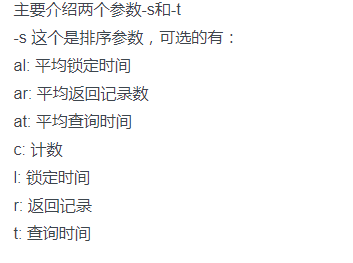 主要介绍两个参数-s和-t
-s 这个是排序参数，可选的有：
al: 平均锁定时间
ar: 平均返回记录数
at: 平均查询时间
c: 计数
l: 锁定时间
r: 返回记录
t: 查询时间